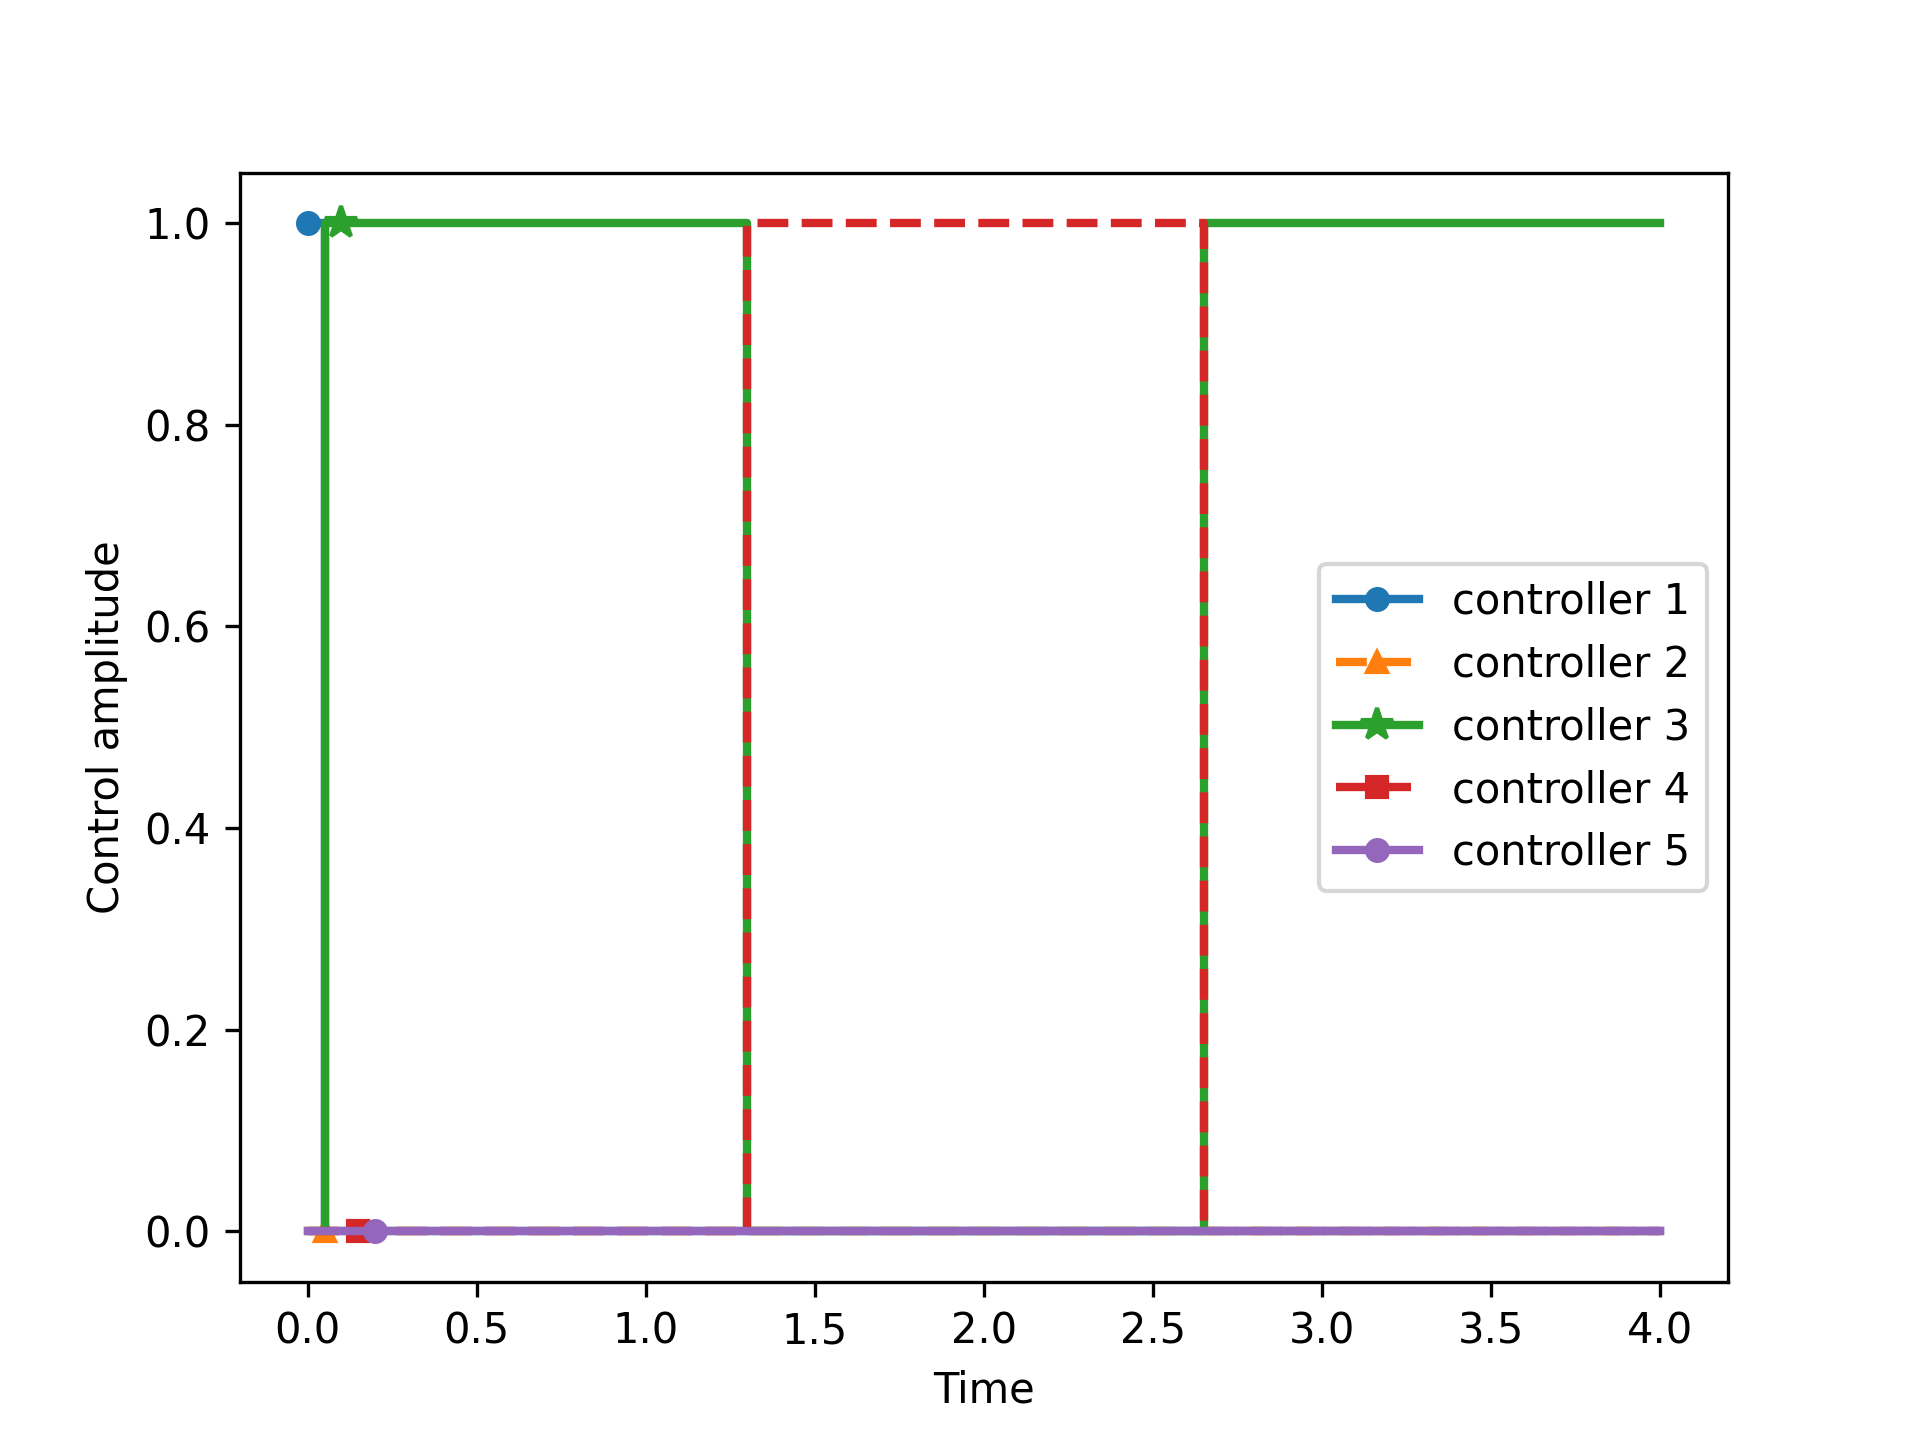 1.0
0.8
0.6
0.4
0.2
0.0
Control amplitude
controller 1
controller 2
controller 3
controller 4
controller 5
0.0 0.5 1.0 1.5 2.0 2.5 3.0 3.5 4.0
Time